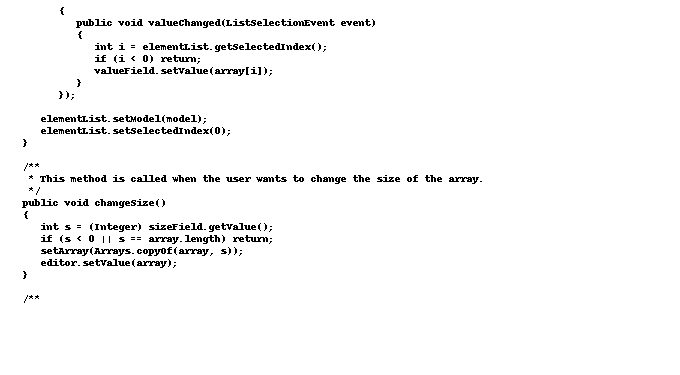 {
public void valueChanged(ListSelectionEvent event)
{
int i = elementList.getSelectedIndex();
if (i < 0) return;
valueField.setValue(array[i]);
}
});
elementList.setModel(model);
elementList.setSelectedIndex(0);
}
/**
* This method is called when the user wants to change the size of the array.
*/
public void changeSize()
{
int s = (Integer) sizeField.getValue();
if (s < 0 || s == array.length) return;
setArray(Arrays.copyOf(array, s));
editor.setValue(array);
}
/**